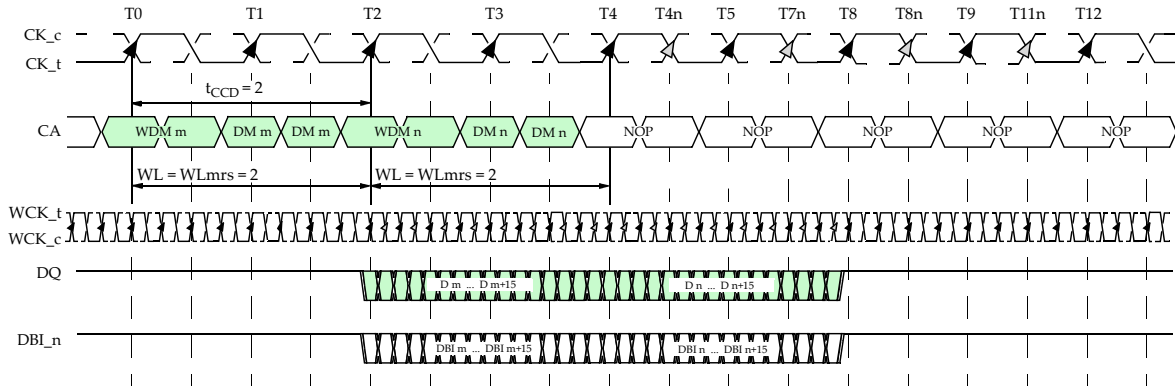 T0 T1 T2 T3 T4 T4n T5 T7n T8 T8n T9 T11n T12
CK_c
CK_t
tCCD = 2
CA WDM m DM m DM m WDM n DM n DM n NOP NOP NOP NOP NOP
WL = WLmrs = 2 WL = WLmrs = 2
WCK_t
WCK_c
DQ D m ... D m+15 D n ... D n+15
DBI_n DBI m ... DBI m+15 DBI n ... DBI n+15